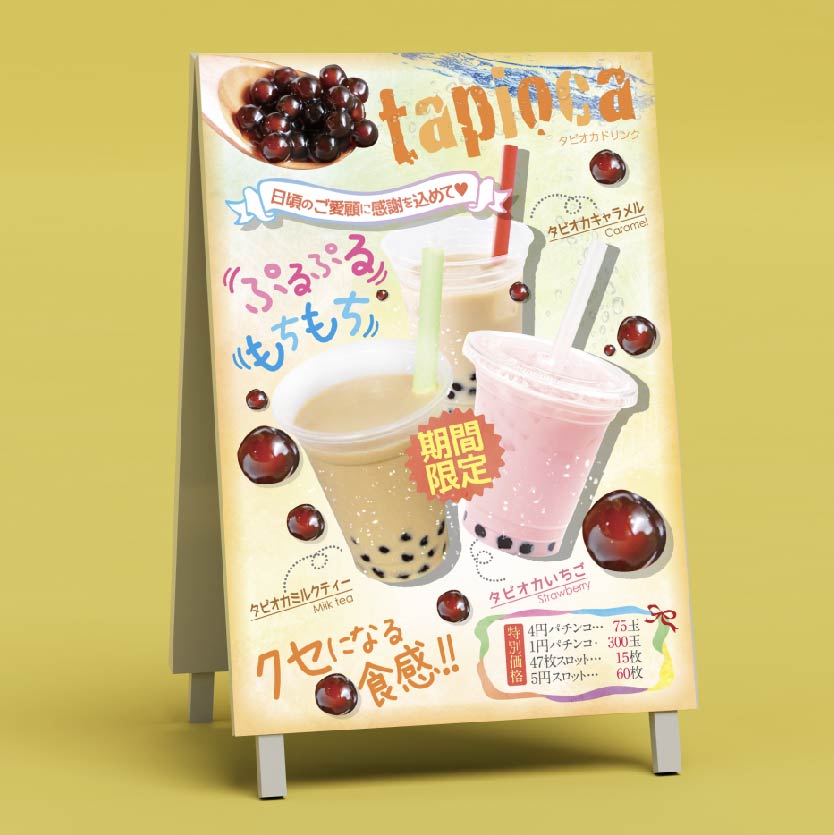 tapioca
タピオカドリンク
日頃のご愛顧に感謝を込めて♥
タピオカキャラメル
Caramel
ぷるぷる
もちもち
期間
限定
タピオカミルクティー
Milk tea
タピオカいちご
Strawberry
クセになる
食感!!
特別価格
4円パチンコ… 75玉
1円パチンコ… 300玉
47枚スロット… 15枚
5円スロット… 60枚